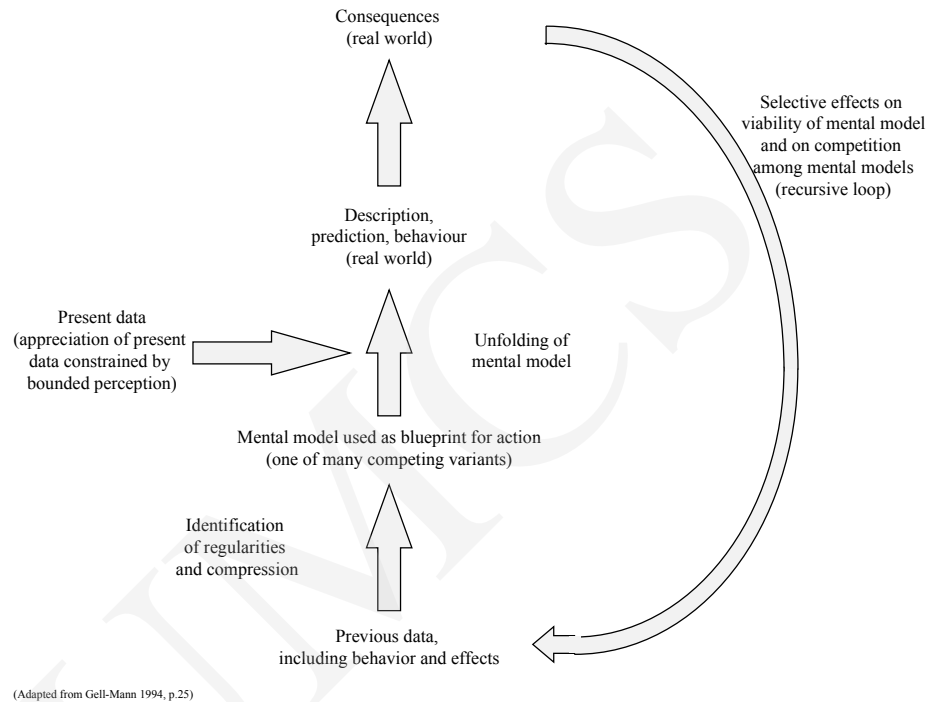 Consequences
(real world)
Selective effects on
viability of mental model
and on competition
among mental models
(recursive loop)
Description,
prediction, behaviour
(real world)
Present data
(appreciation of present
data constrained by
bounded perception)
Unfolding of
mental model
Mental model used as blueprint for action
(one of many competing variants)
Identification
of regularities
and compression
Previous data,
including behavior and effects
(Adapted from Gell-Mann 1994, p.25)
UMCS